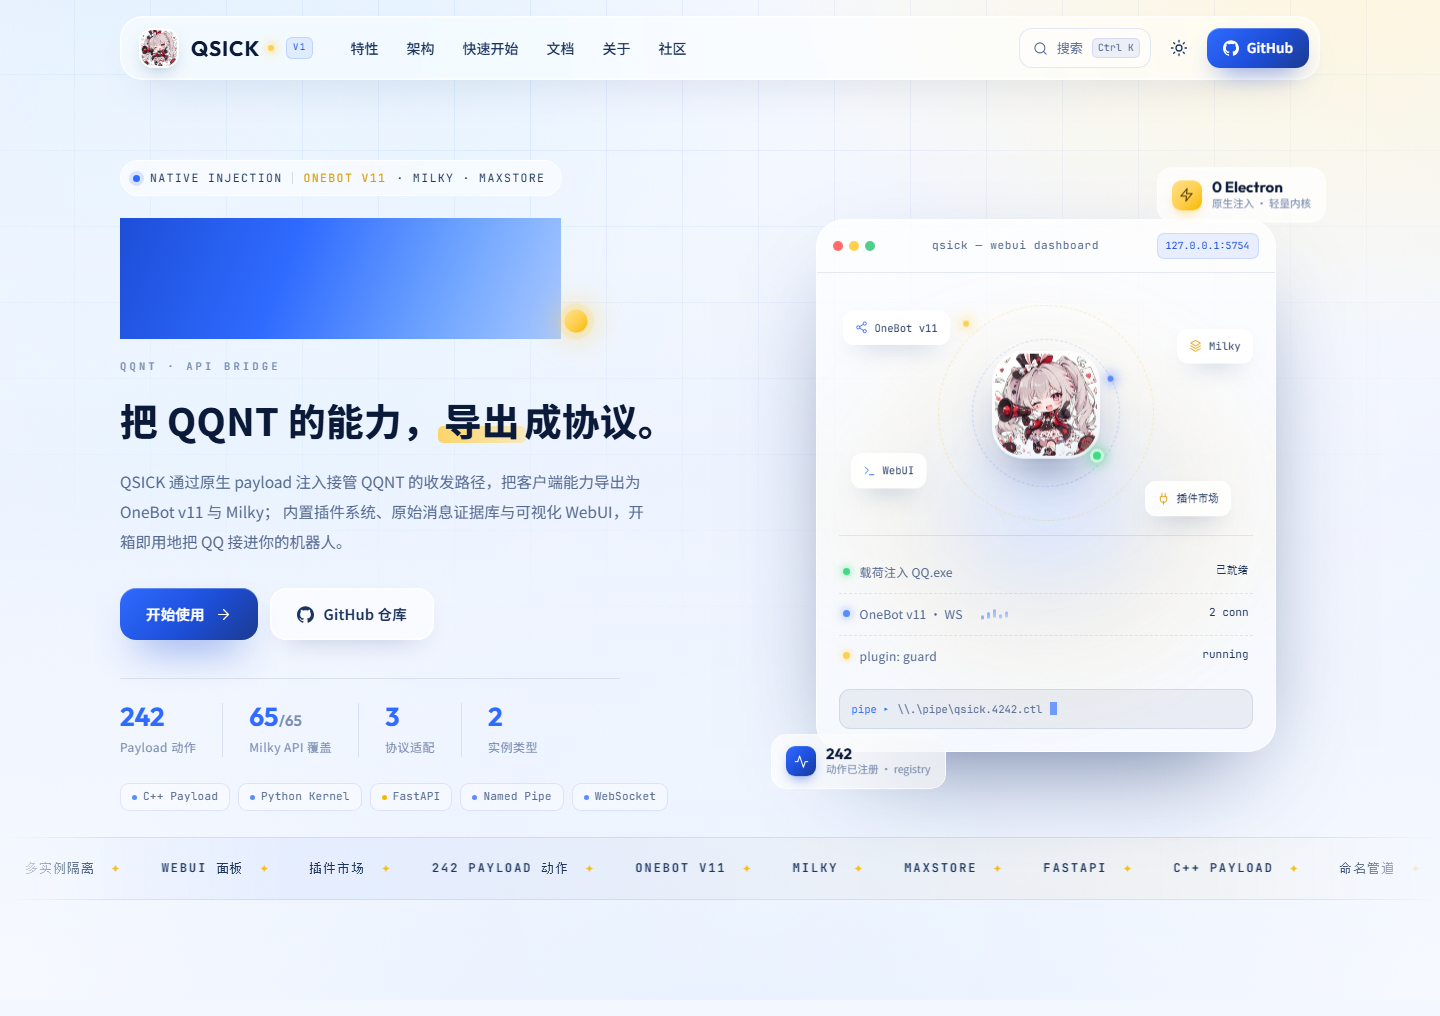 QSICK V1 特性 架构 快速开始 文档 关于 社区 搜索 Ctrl K GitHub
NATIVE INJECTION ONEBOT V11 · MILKY · MAXSTORE
QQNT · API BRIDGE
把 QQNT 的能力，导出成协议。
QSICK 通过原生 payload 注入接管 QQNT 的收发路径，把客户端能力导出为
OneBot v11 与 Milky； 内置插件系统、原始消息证据库与可视化 WebUI，开
箱即用地把 QQ 接进你的机器人。
开始使用 → GitHub 仓库
242 65/65 3 2
Payload 动作 Milky API 覆盖 协议适配 实例类型
C++ Payload Python Kernel FastAPI Named Pipe WebSocket
0 Electron
原生注入 · 轻量内核
qsick — webui dashboard 127.0.0.1:5754
OneBot v11
Milky
WebUI
插件市场
载荷注入 QQ.exe 已就绪
OneBot v11 · WS 2 conn
plugin: guard running
pipe ▸ \\.\pipe\qsick.4242.ctl
242
动作已注册 · registry
多实例隔离 ✦ WEBUI 面板 ✦ 插件市场 ✦ 242 PAYLOAD 动作 ✦ ONEBOT V11 ✦ MILKY ✦ MAXSTORE ✦ FASTAPI ✦ C++ PAYLOAD ✦ 命名管道 ✦